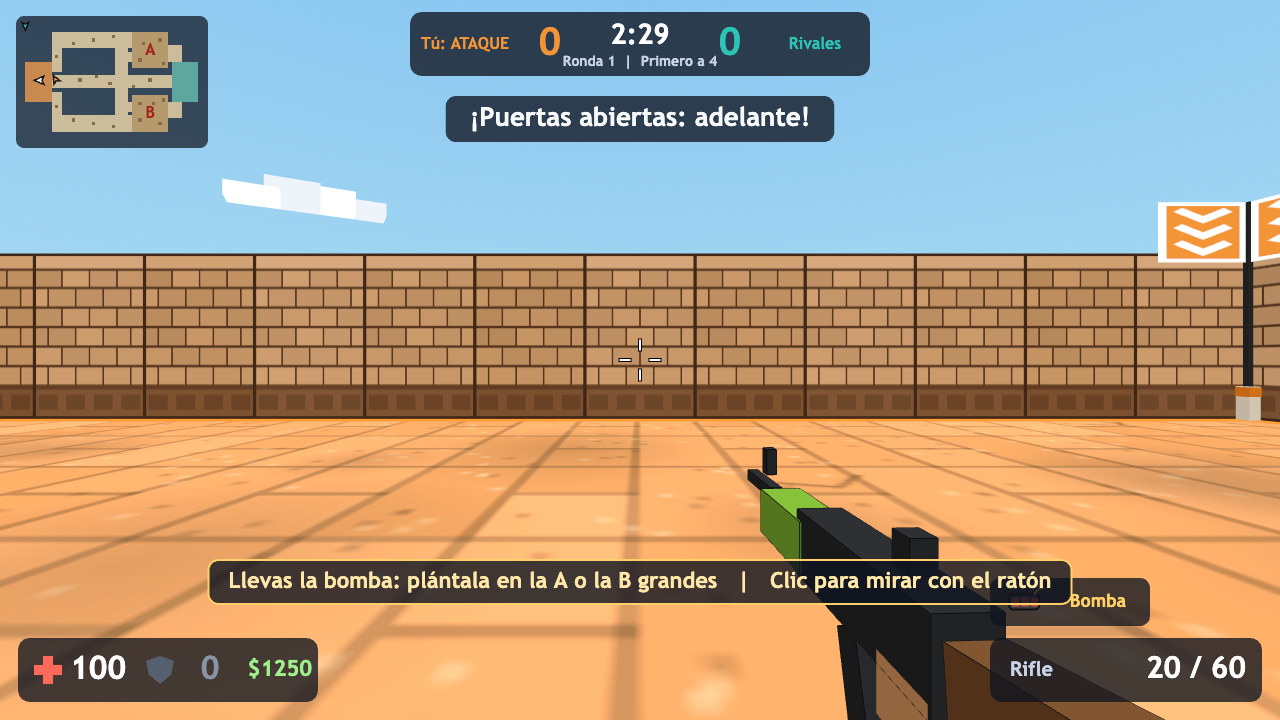 A
B
Tú: ATAQUE 0 2:29 0 Rivales
Ronda 1 | Primero a 4
¡Puertas abiertas: adelante!
Llevas la bomba: plántala en la A o la B grandes | Clic para mirar con el ratón
Bomba
100 0 $1250
Rifle 20 / 60